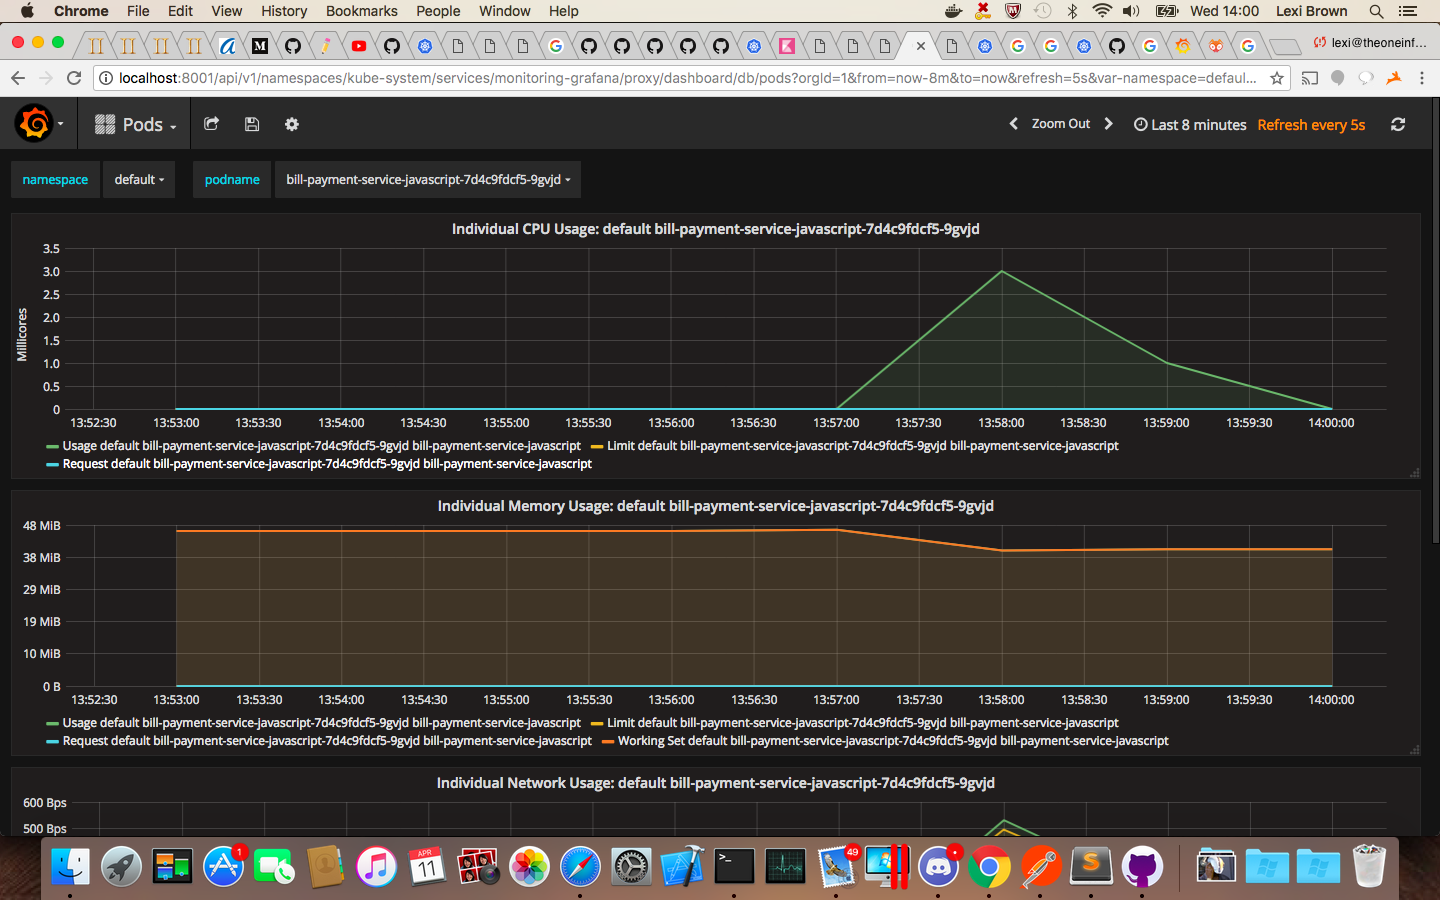 Chrome File Edit View History Bookmarks People Window Help Wed 14:00 Lexi Brown
lexi@theoneinf...
localhost:8001/api/v1/namespaces/kube-system/services/monitoring-grafana/proxy/dashboard/db/pods?orgId=1&from=now-8m&to=now&refresh=5s&var-namespace=defaul...
Pods Zoom Out Last 8 minutes Refresh every 5s
namespace default podname bill-payment-service-javascript-7d4c9fdcf5-9gvjd
Individual CPU Usage: default bill-payment-service-javascript-7d4c9fdcf5-9gvjd
Millicores
3.5
3.0
2.5
2.0
1.5
1.0
0.5
0
13:52:30 13:53:00 13:53:30 13:54:00 13:54:30 13:55:00 13:55:30 13:56:00 13:56:30 13:57:00 13:57:30 13:58:00 13:58:30 13:59:00 13:59:30 14:00:00
Usage default bill-payment-service-javascript-7d4c9fdcf5-9gvjd bill-payment-service-javascript Limit default bill-payment-service-javascript-7d4c9fdcf5-9gvjd bill-payment-service-javascript
Request default bill-payment-service-javascript-7d4c9fdcf5-9gvjd bill-payment-service-javascript
Individual Memory Usage: default bill-payment-service-javascript-7d4c9fdcf5-9gvjd
48 MiB
38 MiB
29 MiB
19 MiB
10 MiB
0 B
13:52:30 13:53:00 13:53:30 13:54:00 13:54:30 13:55:00 13:55:30 13:56:00 13:56:30 13:57:00 13:57:30 13:58:00 13:58:30 13:59:00 13:59:30 14:00:00
Usage default bill-payment-service-javascript-7d4c9fdcf5-9gvjd bill-payment-service-javascript Limit default bill-payment-service-javascript-7d4c9fdcf5-9gvjd bill-payment-service-javascript
Request default bill-payment-service-javascript-7d4c9fdcf5-9gvjd bill-payment-service-javascript Working Set default bill-payment-service-javascript-7d4c9fdcf5-9gvjd bill-payment-service-javascript
Individual Network Usage: default bill-payment-service-javascript-7d4c9fdcf5-9gvjd
600 Bps
500 Bps
1 APR 11 49